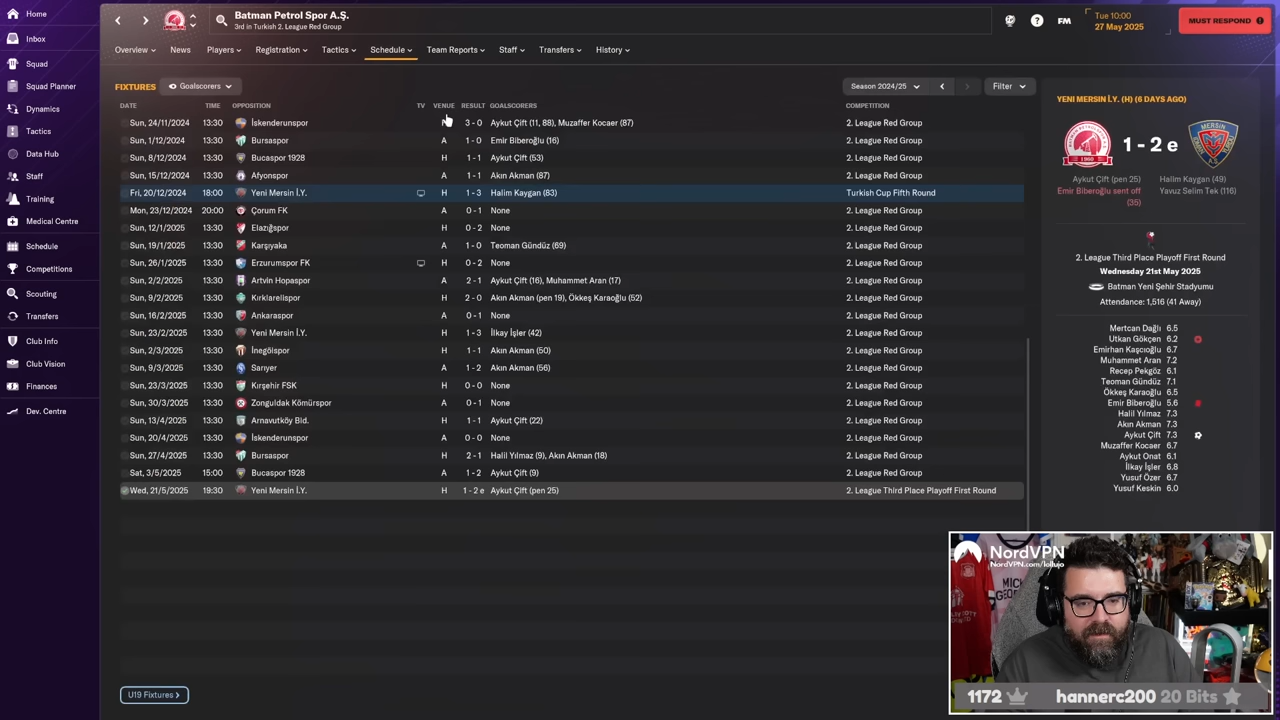 Home
Inbox
Squad
Squad Planner
Dynamics
Tactics
Data Hub
Staff
Training
Medical Centre
Schedule
Competitions
Scouting
Transfers
Club Info
Club Vision
Finances
Dev. Centre
Batman Petrol Spor A.Ş.
3rd in Turkish 2. League Red Group
FM
Tue 10:00
27 May 2025
MUST RESPOND
Overview News Players Registration Tactics Schedule Team Reports Staff Transfers History
FIXTURES Goalscorers Season 2024/25 Filter
DATE TIME OPPOSITION TV VENUE RESULT GOALSCORERS COMPETITION
Sun, 24/11/2024 13:30 İskenderunspor 3 - 0 Aykut Çift (11, 88), Muzaffer Kocaer (87) 2. League Red Group
Sun, 1/12/2024 13:30 Bursaspor A 1 - 0 Emir Biberoğlu (16) 2. League Red Group
Sun, 8/12/2024 13:30 Bucaspor 1928 H 1 - 1 Aykut Çift (53) 2. League Red Group
Sun, 15/12/2024 13:30 Afyonspor A 1 - 1 Akın Akman (87) 2. League Red Group
Fri, 20/12/2024 18:00 Yeni Mersin İ.Y. H 1 - 3 Halim Kaygan (83) Turkish Cup Fifth Round
Mon, 23/12/2024 20:00 Çorum FK A 0 - 1 None 2. League Red Group
Sun, 12/1/2025 13:30 Elazığspor H 0 - 2 None 2. League Red Group
Sun, 19/1/2025 13:30 Karşıyaka A 1 - 0 Teoman Gündüz (69) 2. League Red Group
Sun, 26/1/2025 13:30 Erzurumspor FK H 0 - 2 None 2. League Red Group
Sun, 2/2/2025 13:30 Artvin Hopaspor A 2 - 1 Aykut Çift (16), Muhammet Aran (17) 2. League Red Group
Sun, 9/2/2025 13:30 Kırklarelispor H 2 - 0 Akın Akman (pen 19), Ökkeş Karaoğlu (52) 2. League Red Group
Sun, 16/2/2025 13:30 Ankaraspor A 0 - 1 None 2. League Red Group
Sun, 23/2/2025 13:30 Yeni Mersin İ.Y. H 1 - 3 İlkay İşler (42) 2. League Red Group
Sun, 2/3/2025 13:30 İnegölspor H 1 - 1 Akın Akman (50) 2. League Red Group
Sun, 9/3/2025 13:30 Sarıyer A 1 - 2 Akın Akman (56) 2. League Red Group
Sun, 23/3/2025 13:30 Kırşehir FSK H 0 - 0 None 2. League Red Group
Sun, 30/3/2025 13:30 Zonguldak Kömürspor A 0 - 1 None 2. League Red Group
Sun, 13/4/2025 13:30 Arnavutköy Bld. H 1 - 1 Aykut Çift (22) 2. League Red Group
Sun, 20/4/2025 13:30 İskenderunspor A 0 - 0 None 2. League Red Group
Sun, 27/4/2025 13:30 Bursaspor H 2 - 1 Halil Yılmaz (9), Akın Akman (18) 2. League Red Group
Sat, 3/5/2025 15:00 Bucaspor 1928 A 1 - 2 Aykut Çift (9) 2. League Red Group
Wed, 21/5/2025 19:30 Yeni Mersin İ.Y. H 1 - 2 e Aykut Çift (pen 25) 2. League Third Place Playoff First Round
U19 Fixtures
YENI MERSIN İ.Y. (H) (6 DAYS AGO)
1 - 2 e
Aykut Çift (pen 25) Halim Kaygan (49)
Emir Biberoğlu sent off Yavuz Selim Tek (116)
(35)
2. League Third Place Playoff First Round
Wednesday 21st May 2025
Batman Yeni Şehir Stadyumu
Attendance: 1,516 (41 Away)
Mertcan Dağlı 6.5
Utkan Gökçen 6.2
Emirhan Kaşcıoğlu 6.7
Muhammet Aran 7.2
Recep Pekgöz 6.1
Teoman Gündüz 7.1
Ökkeş Karaoğlu 6.5
Emir Biberoğlu 5.6
Halil Yılmaz 7.3
Akın Akman 7.3
Aykut Çift 7.3
Muzaffer Kocaer 6.7
Aykut Onat 6.1
İlkay İşler 6.8
Yusuf Özer 6.7
Yusuf Keskin 6.0
NordVPN
NordVPN.com/lollujo
1172 hannerc200 20 Bits